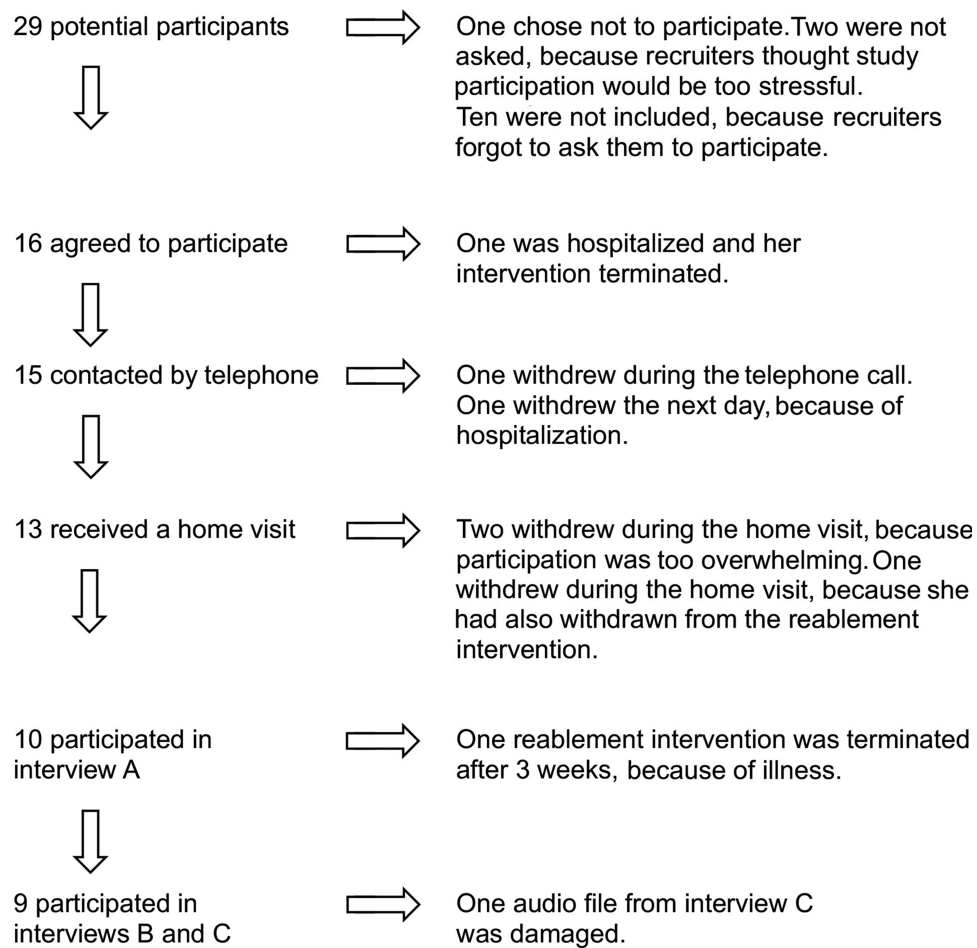 29 potential participants
One chose not to participate. Two were not
asked, because recruiters thought study
participation would be too stressful.
Ten were not included, because recruiters
forgot to ask them to participate.
16 agreed to participate
One was hospitalized and her
intervention terminated.
15 contacted by telephone
One withdrew during the telephone call.
One withdrew the next day, because of
hospitalization.
13 received a home visit
Two withdrew during the home visit, because
participation was too overwhelming. One
withdrew during the home visit, because she
had also withdrawn from the reablement
intervention.
10 participated in
interview A
One reablement intervention was terminated
after 3 weeks, because of illness.
9 participated in
interviews B and C
One audio file from interview C
was damaged.